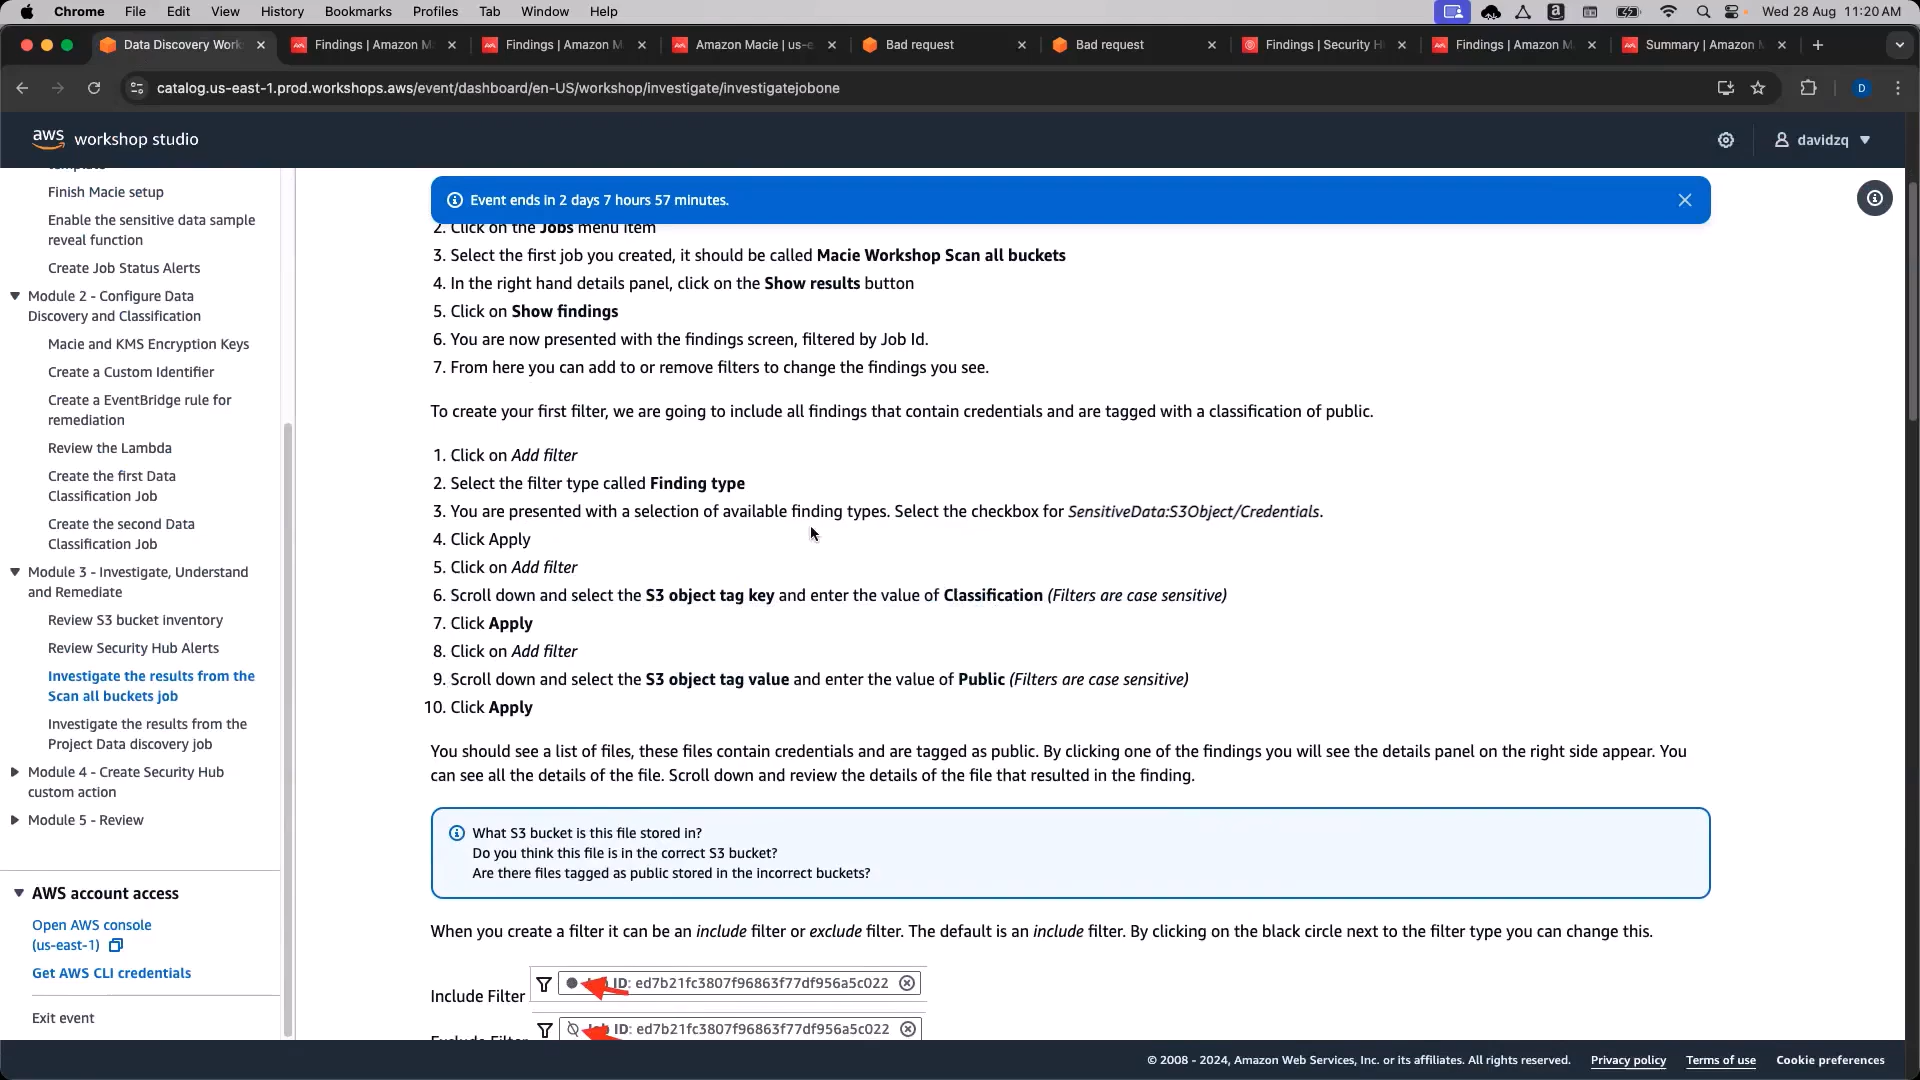 Chrome File Edit View History Bookmarks Profiles Tab Window Help Wed 28 Aug 11:20 AM
Data Discovery Work Findings | Amazon M Findings | Amazon M Amazon Macie | us-e Bad request Bad request Findings | Security H Findings | Amazon M Summary | Amazon M
catalog.us-east-1.prod.workshops.aws/event/dashboard/en-US/workshop/investigate/investigatejobone D
aws workshop studio davidzq
Finish Macie setup
Enable the sensitive data sample
reveal function
Create Job Status Alerts
Module 2 - Configure Data
Discovery and Classification
Macie and KMS Encryption Keys
Create a Custom Identifier
Create a EventBridge rule for
remediation
Review the Lambda
Create the first Data
Classification Job
Create the second Data
Classification Job
Module 3 - Investigate, Understand
and Remediate
Review S3 bucket inventory
Review Security Hub Alerts
Investigate the results from the
Scan all buckets job
Investigate the results from the
Project Data discovery job
Module 4 - Create Security Hub
custom action
Module 5 - Review
AWS account access
Open AWS console
(us-east-1)
Get AWS CLI credentials
Exit event
Event ends in 2 days 7 hours 57 minutes.
2. Click on the Jobs menu item
3. Select the first job you created, it should be called Macie Workshop Scan all buckets
4. In the right hand details panel, click on the Show results button
5. Click on Show findings
6. You are now presented with the findings screen, filtered by Job Id.
7. From here you can add to or remove filters to change the findings you see.
To create your first filter, we are going to include all findings that contain credentials and are tagged with a classification of public.
1. Click on Add filter
2. Select the filter type called Finding type
3. You are presented with a selection of available finding types. Select the checkbox for SensitiveData:S3Object/Credentials.
4. Click Apply
5. Click on Add filter
6. Scroll down and select the S3 object tag key and enter the value of Classification (Filters are case sensitive)
7. Click Apply
8. Click on Add filter
9. Scroll down and select the S3 object tag value and enter the value of Public (Filters are case sensitive)
10. Click Apply
You should see a list of files, these files contain credentials and are tagged as public. By clicking one of the findings you will see the details panel on the right side appear. You
can see all the details of the file. Scroll down and review the details of the file that resulted in the finding.
What S3 bucket is this file stored in?
Do you think this file is in the correct S3 bucket?
Are there files tagged as public stored in the incorrect buckets?
When you create a filter it can be an include filter or exclude filter. The default is an include filter. By clicking on the black circle next to the filter type you can change this.
Include Filter ID: ed7b21fc3807f96863f77df956a5c022
Exclude Filter ID: ed7b21fc3807f96863f77df956a5c022
© 2008 - 2024, Amazon Web Services, Inc. or its affiliates. All rights reserved. Privacy policy Terms of use Cookie preferences